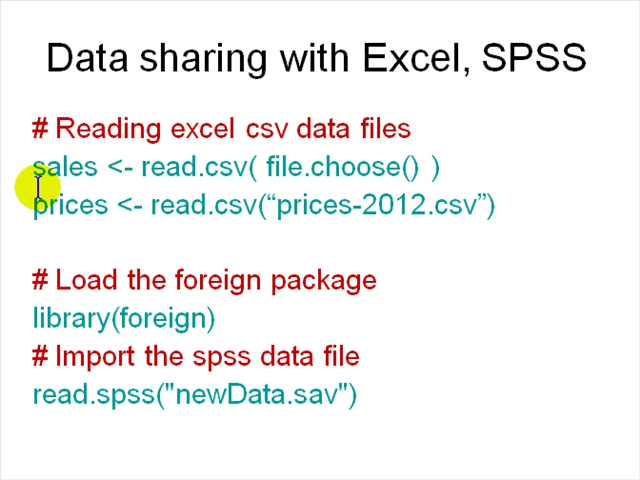 Data sharing with Excel, SPSS
# Reading excel csv data files
sales <- read.csv( file.choose() )
prices <- read.csv(“prices-2012.csv”)
# Load the foreign package
library(foreign)
# Import the spss data file
read.spss("newData.sav")